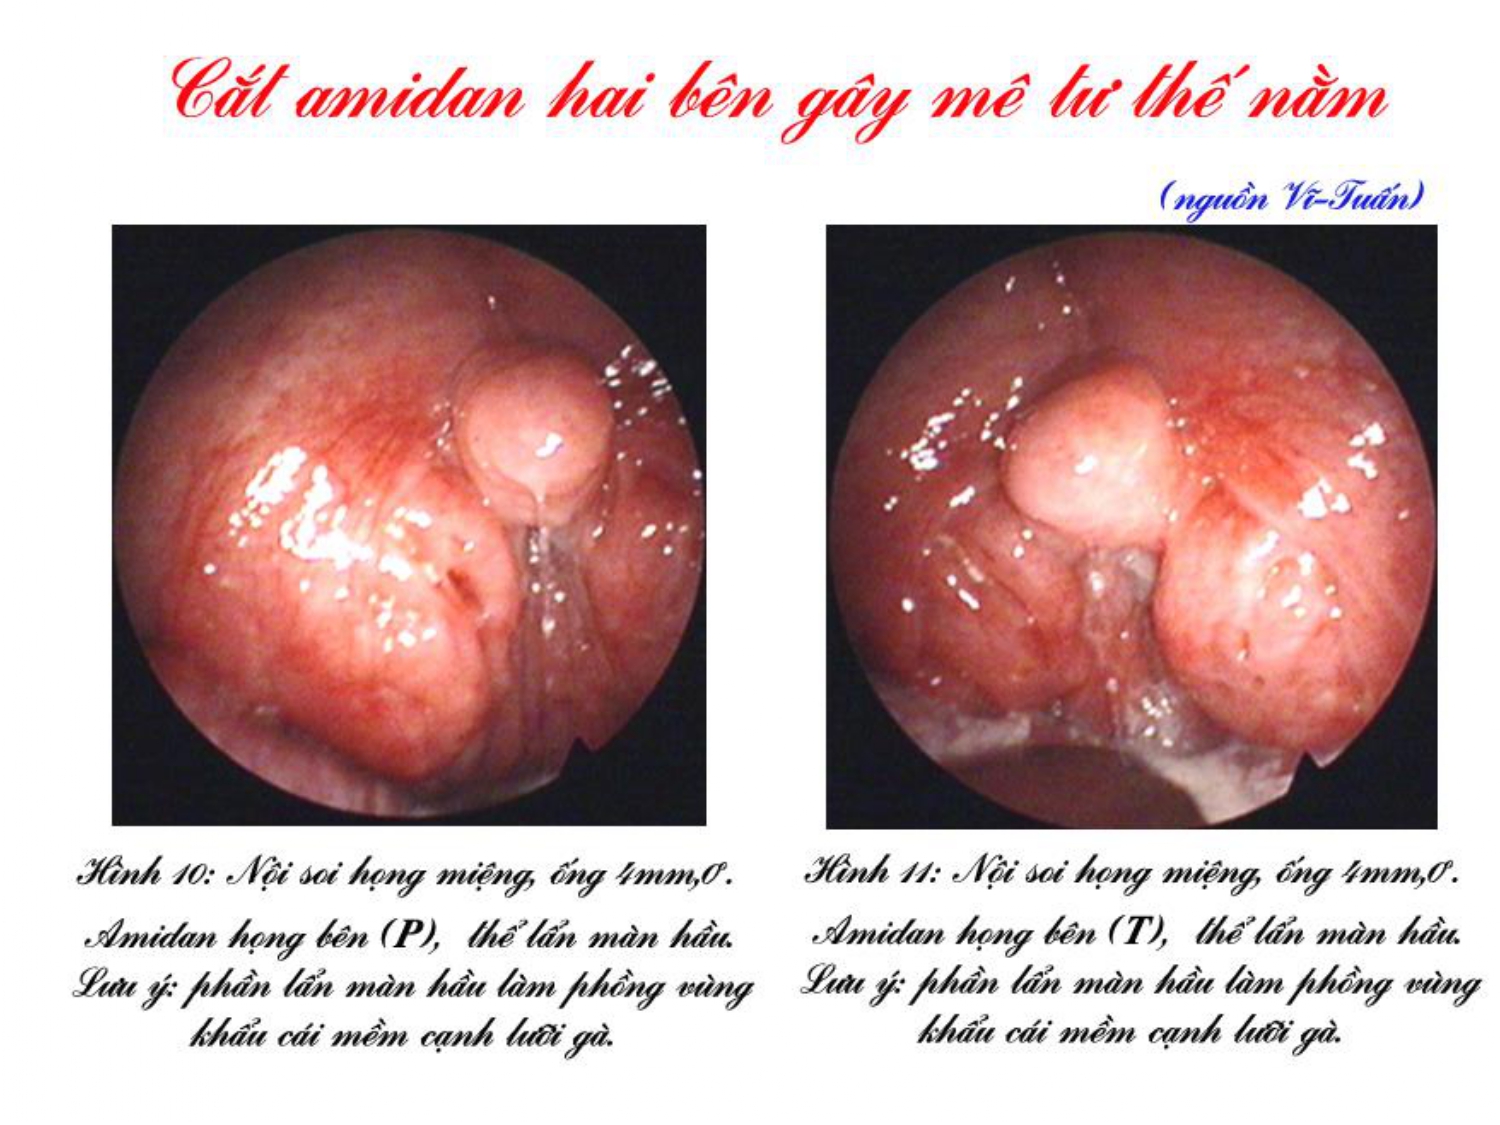 Cắt amidan hai bên gây mê tư thế nằm
(nguồn Vĩ-Tuấn)
Hình 10: Nội soi họng miệng, ống 4mm,0°.
Amidan họng bên (P), thể lẩn màn hầu.
Lưu ý: phần lẩn màn hầu làm phồng vùng
khẩu cái mềm cạnh lưỡi gà.
Hình 11: Nội soi họng miệng, ống 4mm,0°.
Amidan họng bên (T), thể lẩn màn hầu.
Lưu ý: phần lẩn màn hầu làm phồng vùng
khẩu cái mềm cạnh lưỡi gà.